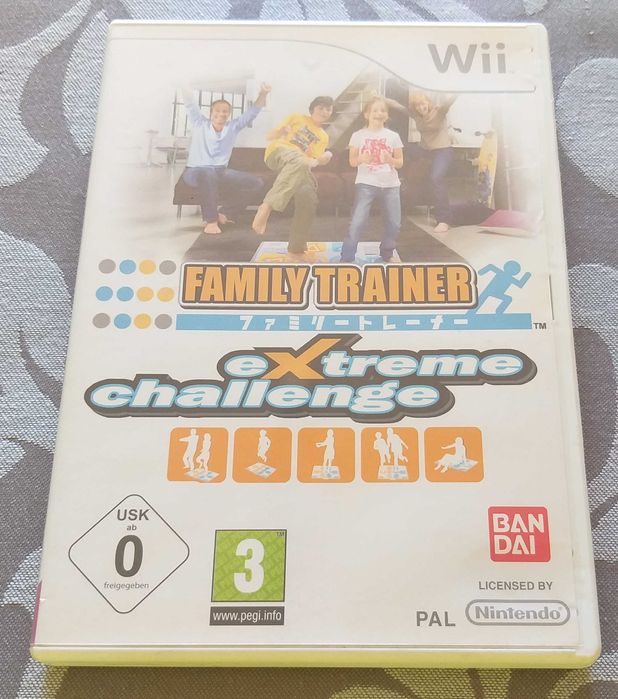 Wii
FAMILY TRAINER
ファミリートレーナー
TM
eXtreme
challenge
USK
ab
0
freigegeben
3
TM
www.pegi.info
BAN
DAI
LICENSED BY
PAL
Nintendo